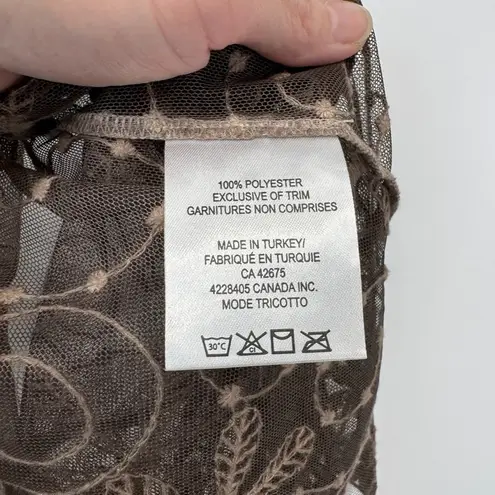 100% POLYESTER
EXCLUSIVE OF TRIM
GARNITURES NON COMPRISES
MADE IN TURKEY/
FABRIQUÉ EN TURQUIE
CA 42675
4228405 CANADA INC.
MODE TRICOTTO
30°C Cl